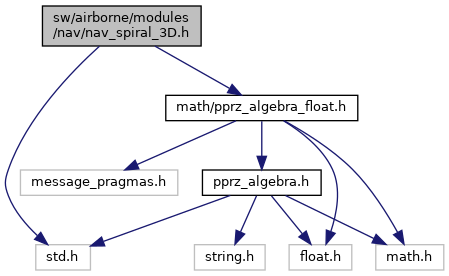 sw/airborne/modules
/nav/nav_spiral_3D.h
math/pprz_algebra_float.h
message_pragmas.h
pprz_algebra.h
std.h
string.h
float.h
math.h